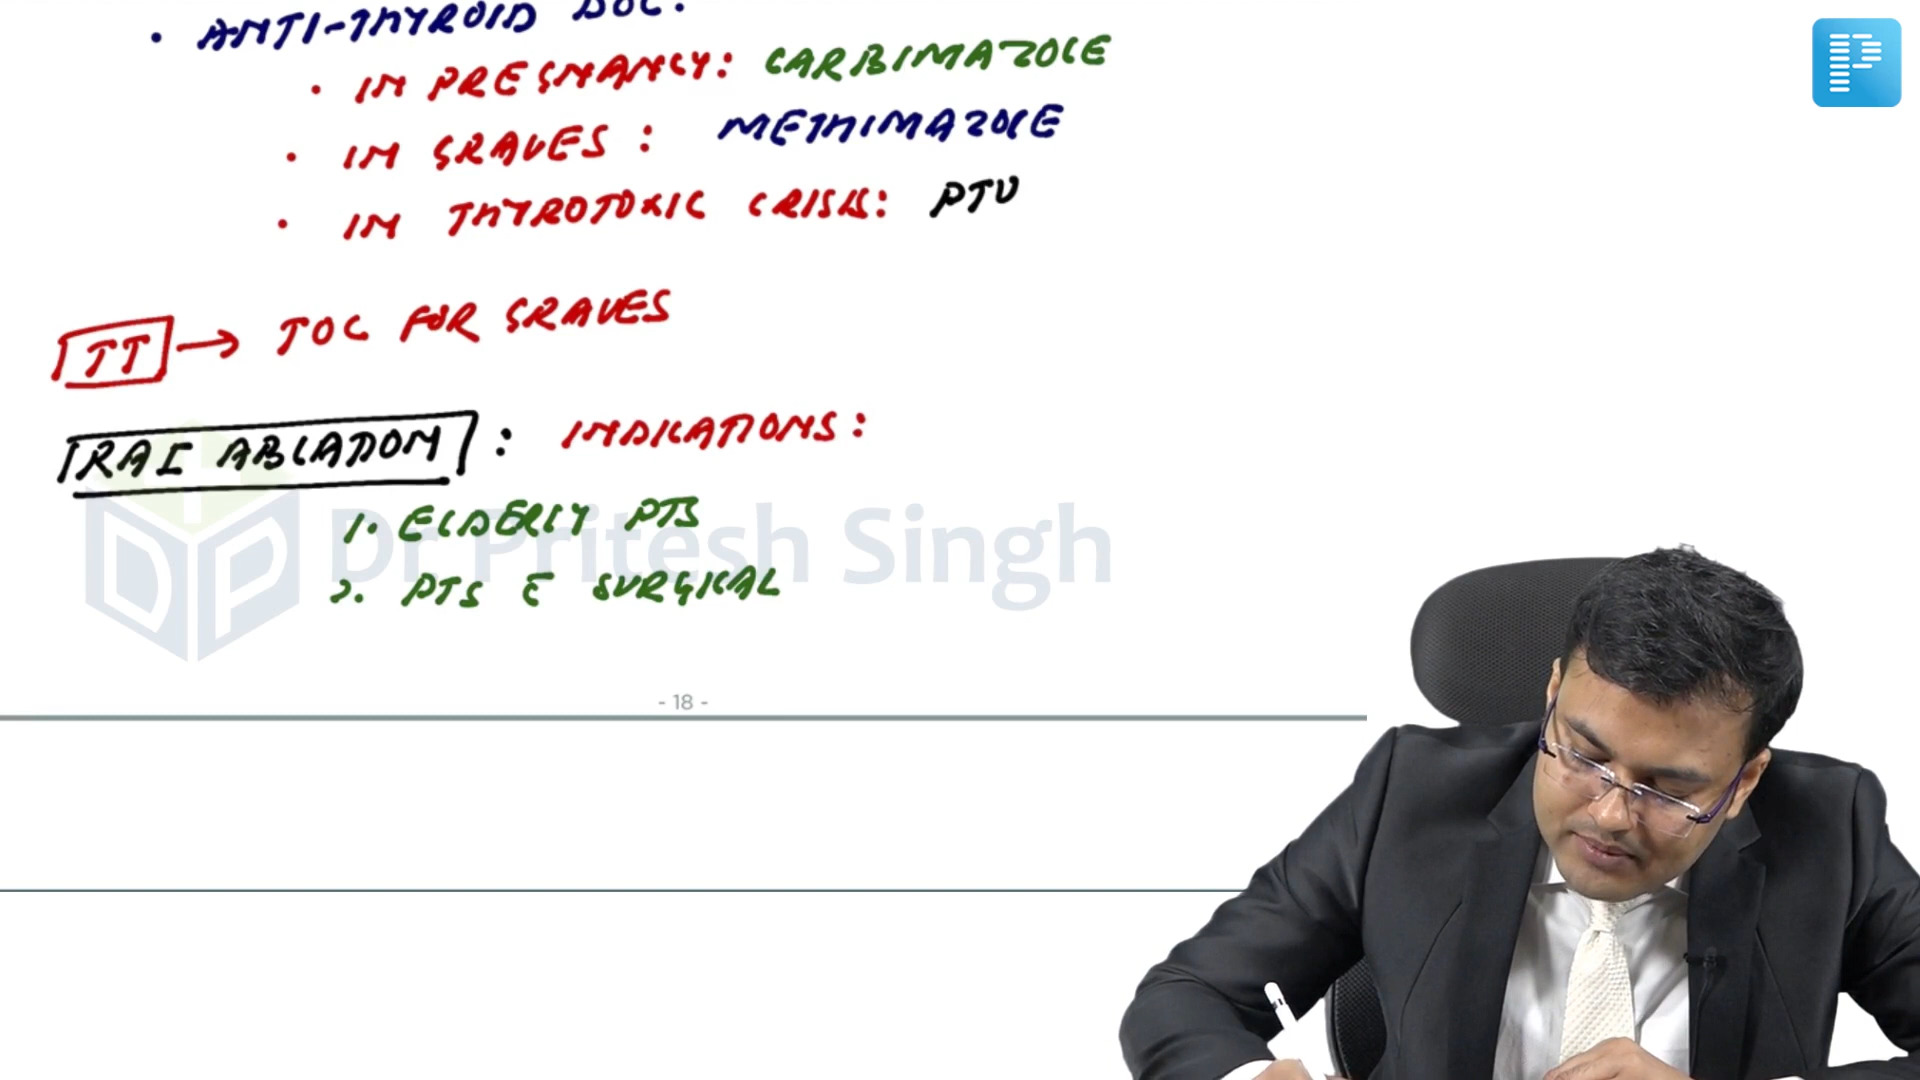 • ANTI-THYROID DOC:
• IN PREGNANCY: CARBIMAZOLE
• IN GRAVES: METHIMAZOLE
• IN THYROTOXIC CRISIS: PTU
TT → TOC FOR GRAVES
RAI ABLATION: INDICATIONS:
1. ELDERLY PTS
2. PTS C̄ SURGICAL
DP Dr Pritesh Singh
- 18 -
P